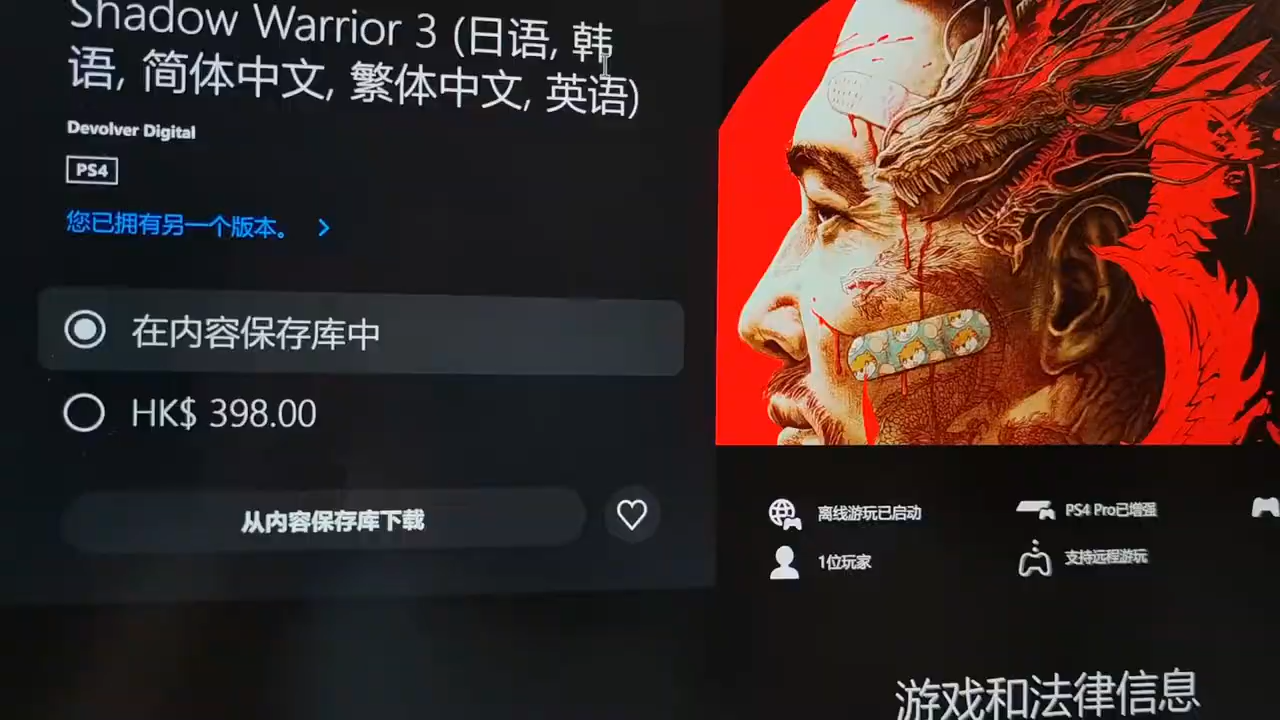 Shadow Warrior 3 (日语, 韩
语, 简体中文, 繁体中文, 英语)
Devolver Digital
PS4
您已拥有另一个版本。
在内容保存库中
HK$ 398.00
从内容保存库下载
离线游玩已启动
PS4 Pro已增强
1位玩家
支持远程游玩
游戏和法律信息